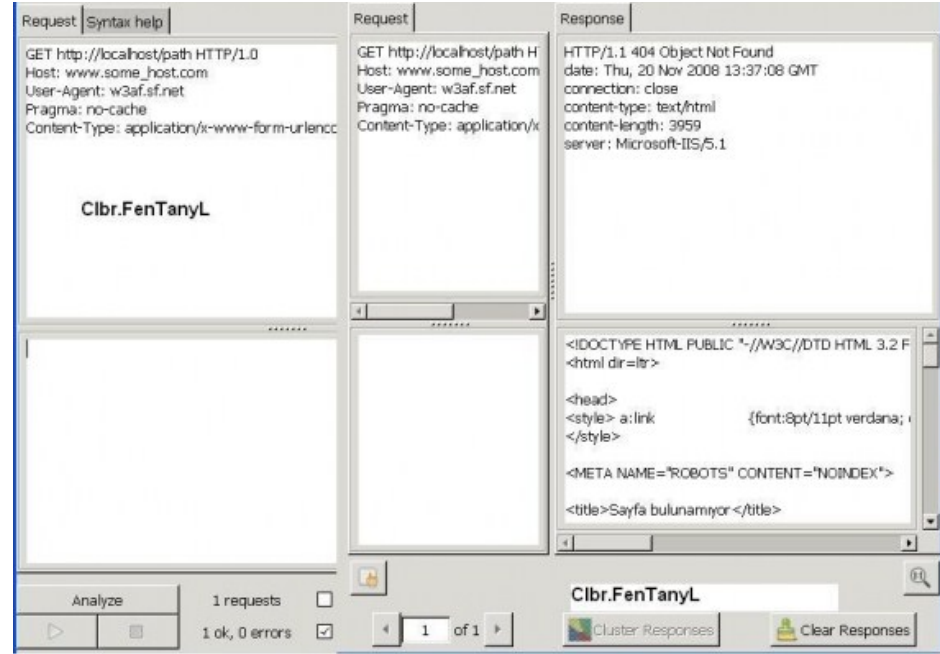 Request Syntax help
GET http://localhost/path HTTP/1.0
Host: www.some_host.com
User-Agent: w3af.sf.net
Pragma: no-cache
Content-Type: application/x-www-form-urlenco
Clbr.FenTanyL
Analyze
1 requests
1 ok, 0 errors
Request
GET http://localhost/path H
Host: www.some_host.com
User-Agent: w3af.sf.net
Pragma: no-cache
Content-Type: application/x
1 of 1
Response
HTTP/1.1 404 Object Not Found
date: Thu, 20 Nov 2008 13:37:08 GMT
connection: close
content-type: text/html
content-length: 3959
server: Microsoft-IIS/5.1
<!DOCTYPE HTML PUBLIC "-//W3C//DTD HTML 3.2 F
<html dir=ltr>
<head>
<style> a:link {font:8pt/11pt verdana;
</style>
<META NAME="ROBOTS" CONTENT="NOINDEX">
<title>Sayfa bulunamıyor</title>
Clbr.FenTanyL
Cluster Responses
Clear Responses